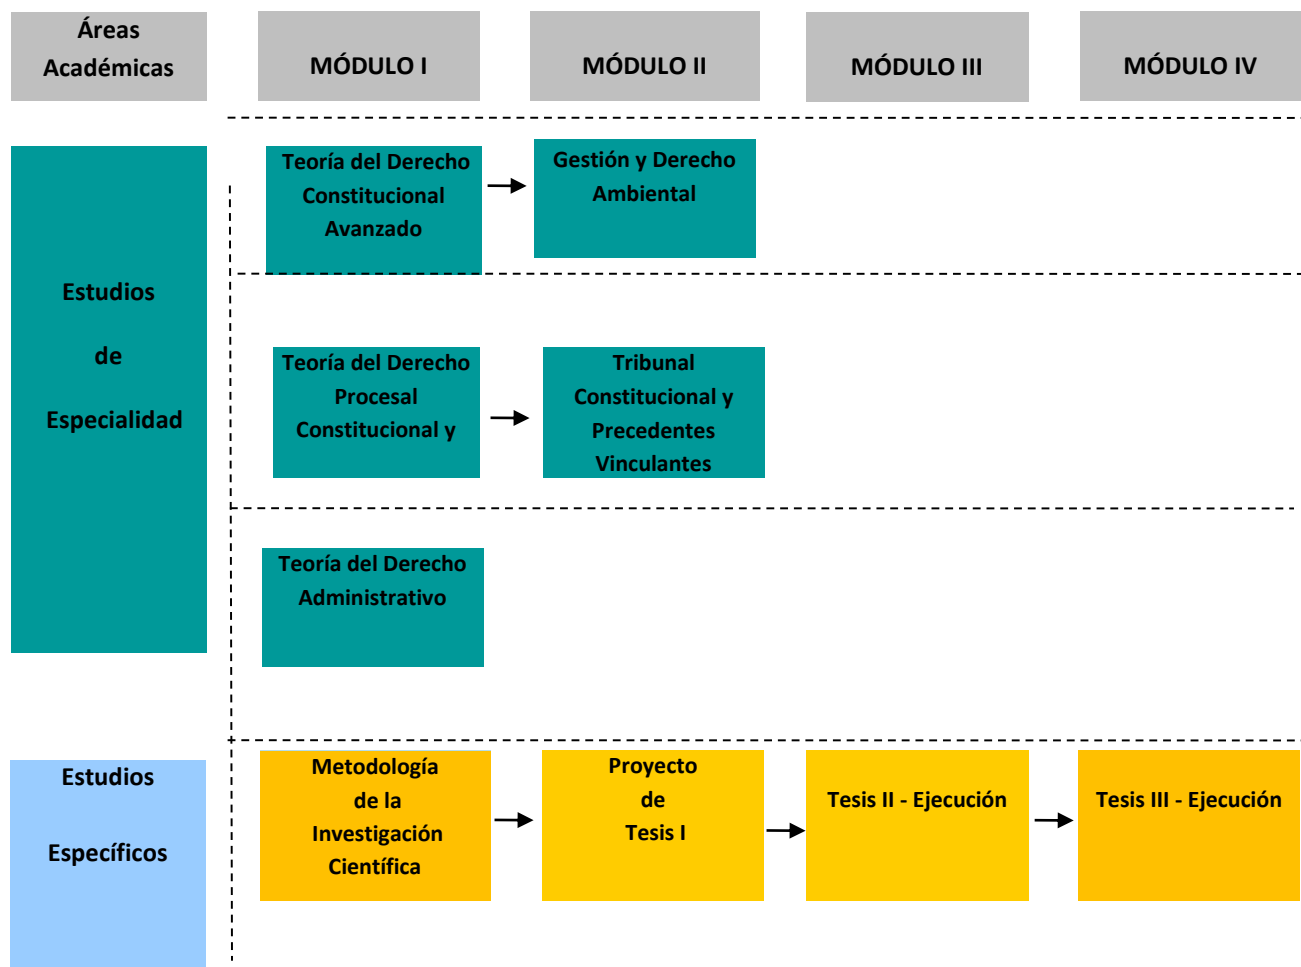 Áreas
Académicas
MÓDULO I
MÓDULO II
MÓDULO III
MÓDULO IV
Estudios
de
Especialidad
Teoría del Derecho
Constitucional
Avanzado
Gestión y Derecho
Ambiental
Teoría del Derecho
Procesal
Constitucional y
Tribunal
Constitucional y
Precedentes
Vinculantes
Teoría del Derecho
Administrativo
Estudios
Específicos
Metodología
de la
Investigación
Científica
Proyecto
de
Tesis I
Tesis II - Ejecución
Tesis III - Ejecución